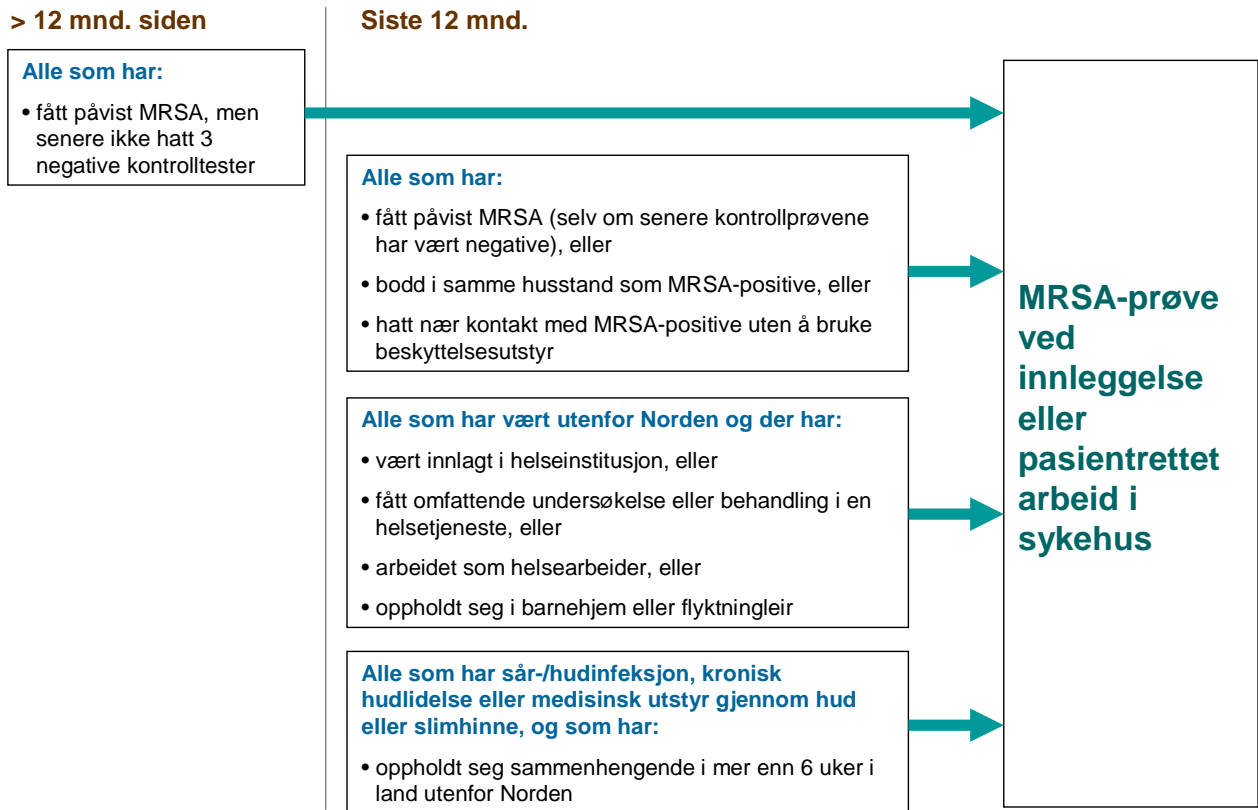 > 12 mnd. siden
Siste 12 mnd.
Alle som har:
• fått påvist MRSA, men
senere ikke hatt 3
negative kontrolltester
Alle som har:
• fått påvist MRSA (selv om senere kontrollprøvene
har vært negative), eller
• bodd i samme husstand som MRSA-positive, eller
• hatt nær kontakt med MRSA-positive uten å bruke
beskyttelsesutstyr
Alle som har vært utenfor Norden og der har:
• vært innlagt i helseinstitusjon, eller
• fått omfattende undersøkelse eller behandling i en
helsetjeneste, eller
• arbeidet som helsearbeider, eller
• oppholdt seg i barnehjem eller flyktningleir
Alle som har sår-/hudinfeksjon, kronisk
hudlidelse eller medisinsk utstyr gjennom hud
eller slimhinne, og som har:
• oppholdt seg sammenhengende i mer enn 6 uker i
land utenfor Norden
MRSA-prøve
ved
innleggelse
eller
pasientrettet
arbeid i
sykehus